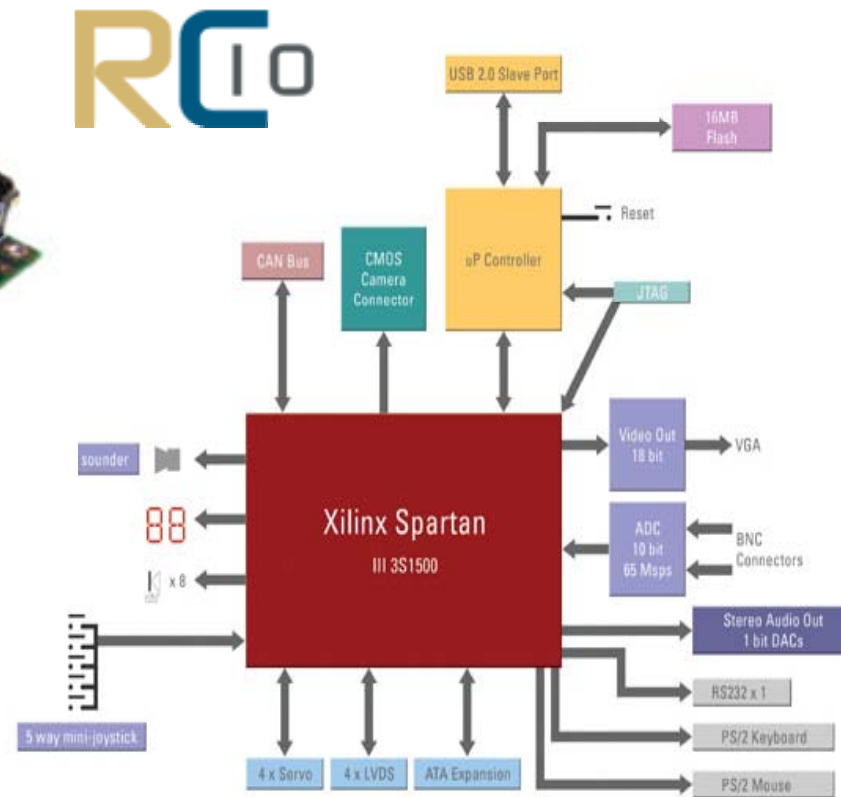 RC10
USB 2.0 Slave Port
16MB
Flash
Reset
CAN Bus
CMOS
Camera
Connector
uP Controller
JTAG
Video Out
18 bit
VGA
sounder
88
Xilinx Spartan
III 3S1500
ADC
10 bit
65 Msps
BNC
Connectors
x 8
Stereo Audio Out
1 bit DACs
RS232 x 1
5 way mini-joystick
PS/2 Keyboard
4 x Servo
4 x LVDS
ATA Expansion
PS/2 Mouse